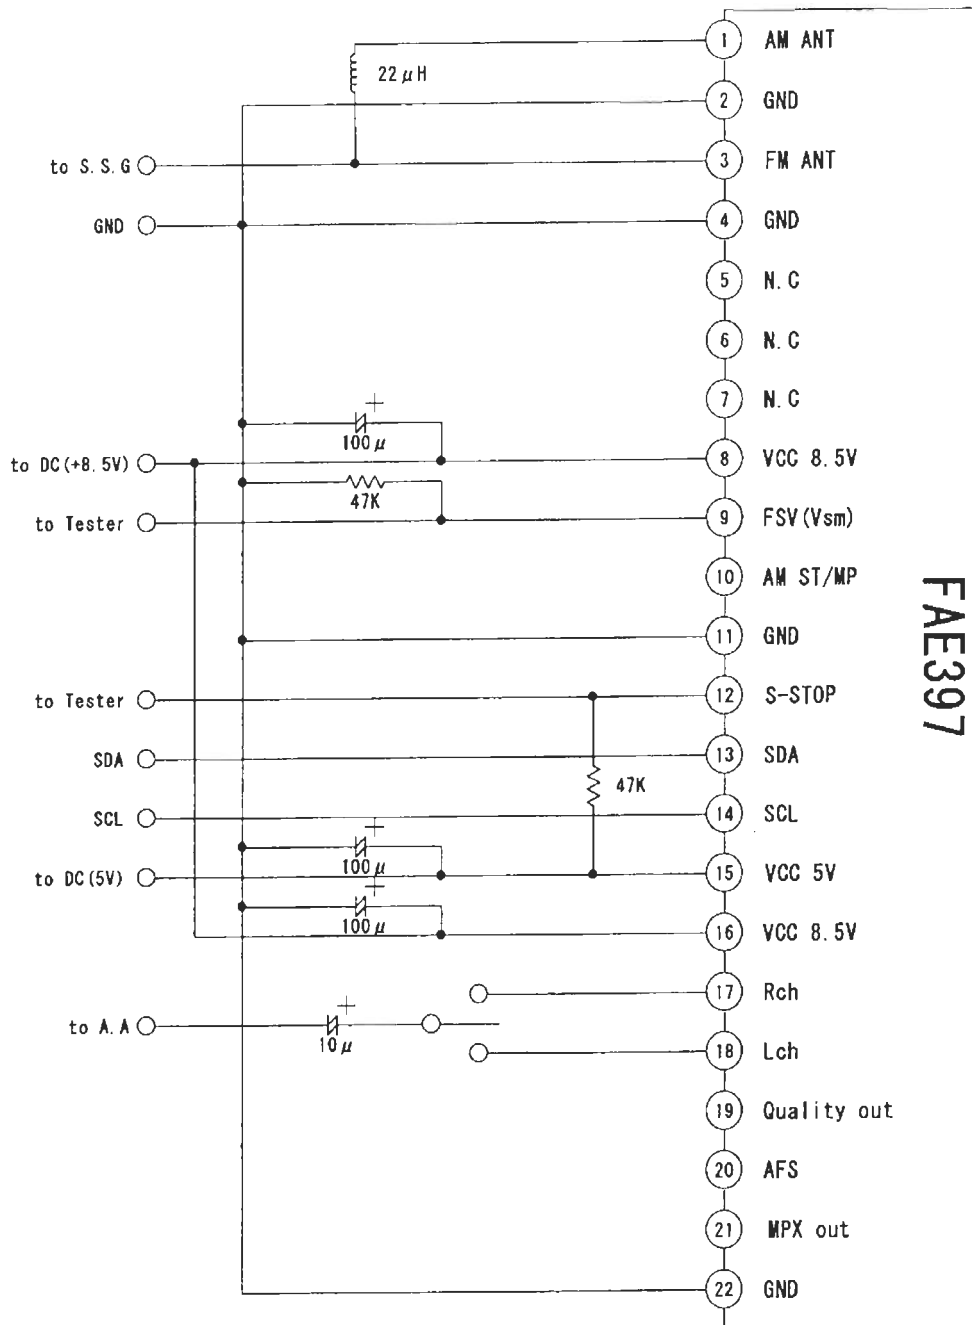 1 AM ANT
22μH
2 GND
to S.S.G
3 FM ANT
GND
4 GND
5 N.C
6 N.C
7 N.C
+
100μ
to DC(+8.5V)
8 VCC 8.5V
47K
to Tester
9 FSV(Vsm)
10 AM ST/MP
11 GND
to Tester
12 S-STOP
SDA
13 SDA
47K
SCL
14 SCL
+
100μ
to DC(5V)
15 VCC 5V
+
100μ
16 VCC 8.5V
17 Rch
to A.A
+
10μ
18 Lch
19 Quality out
20 AFS
21 MPX out
22 GND
FAE397